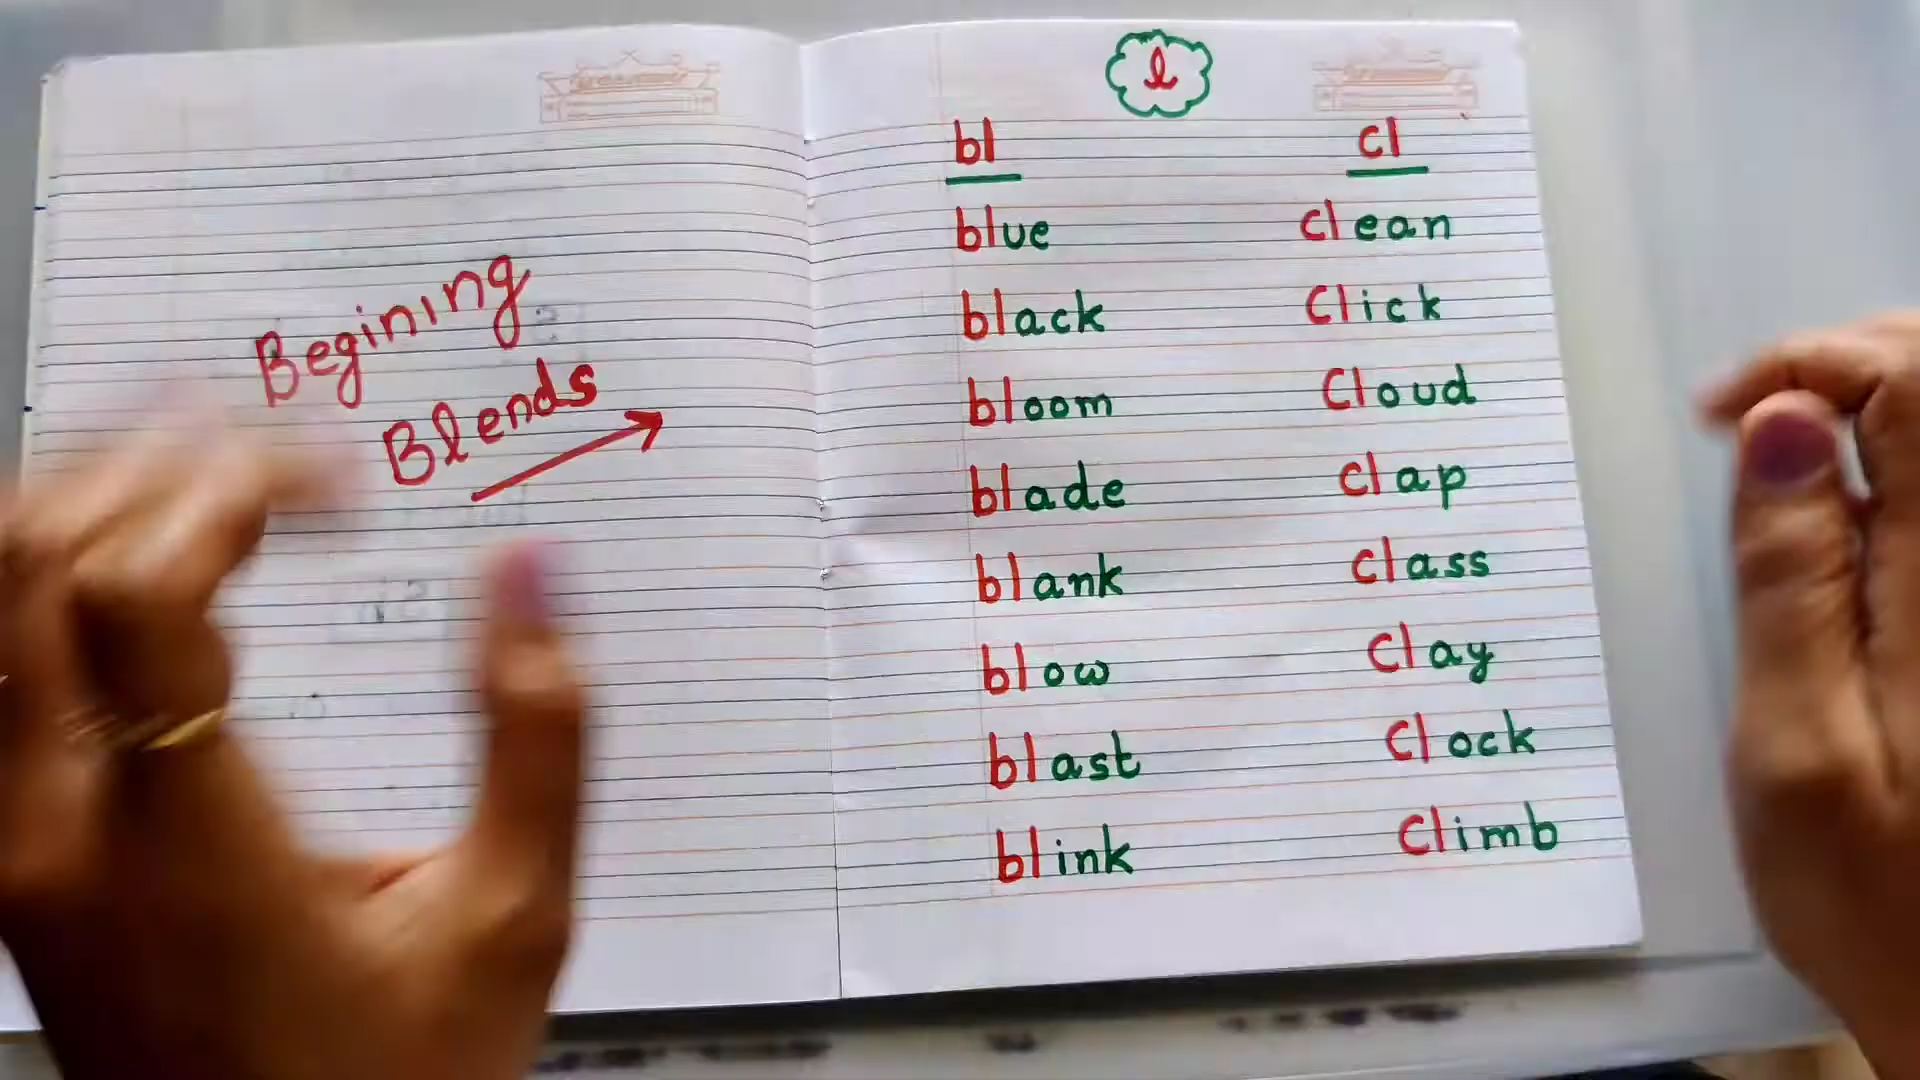 Begining
Blends
l
bl cl
blue clean
black Click
bloom Cloud
blade clap
blank class
blow Clay
blast Clock
blink Climb